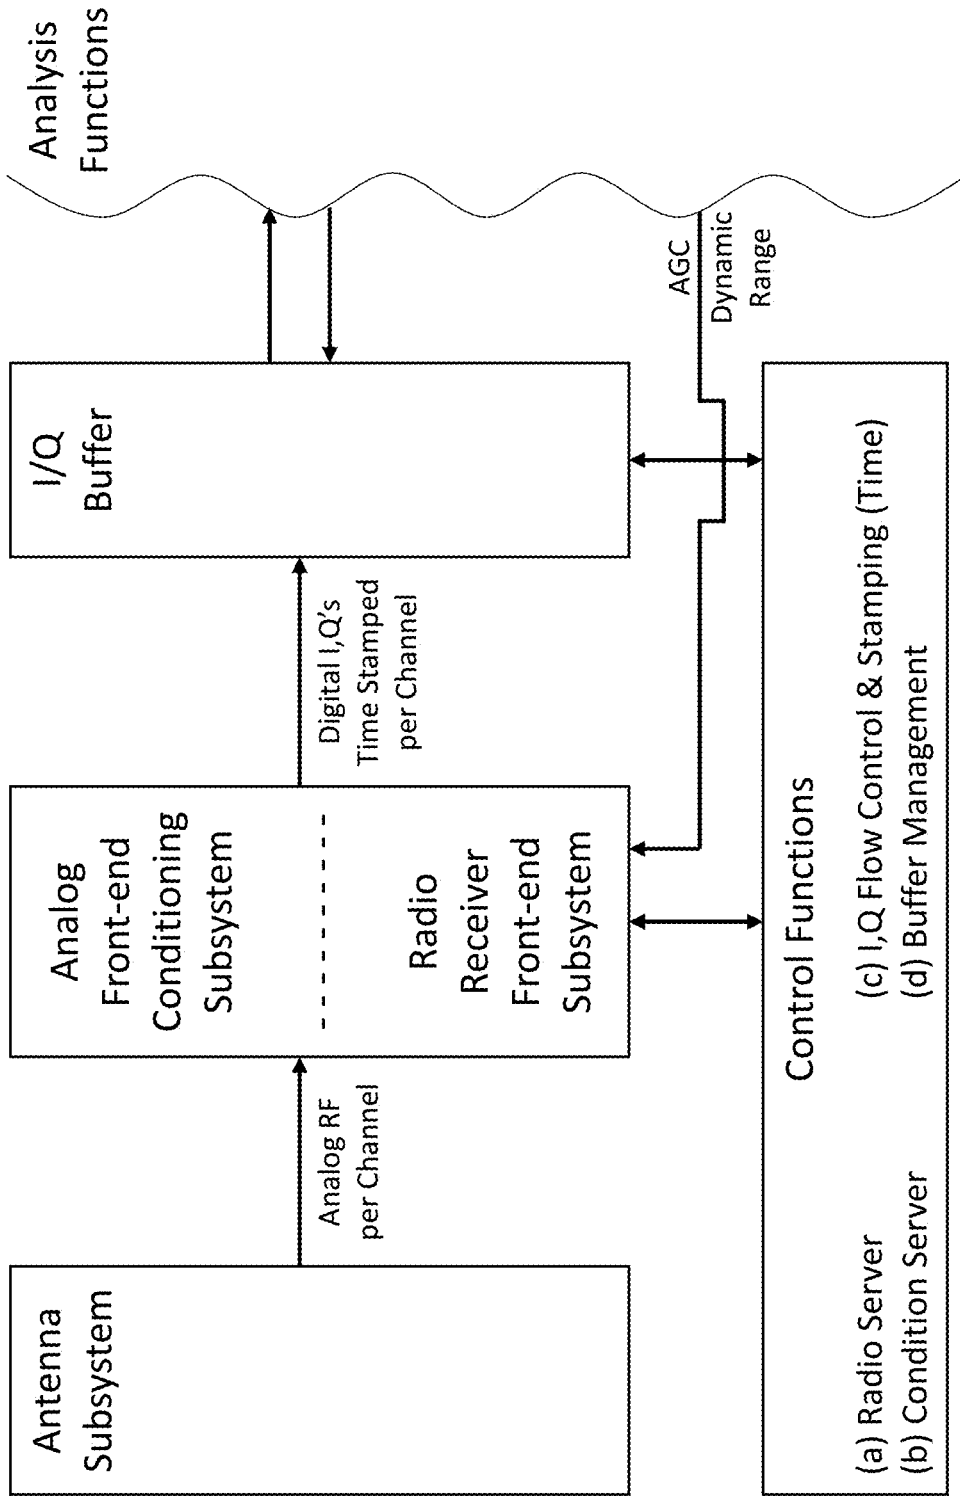 Antenna
Subsystem
Analog RF
per Channel
Analog
Front-end
Conditioning
Subsystem
Radio
Receiver
Front-end
Subsystem
Digital I,Q's
Time Stamped
per Channel
I/Q
Buffer
Analysis
Functions
AGC
Dynamic
Range
Control Functions
(a) Radio Server
(b) Condition Server
(c) I,Q Flow Control & Stamping (Time)
(d) Buffer Management